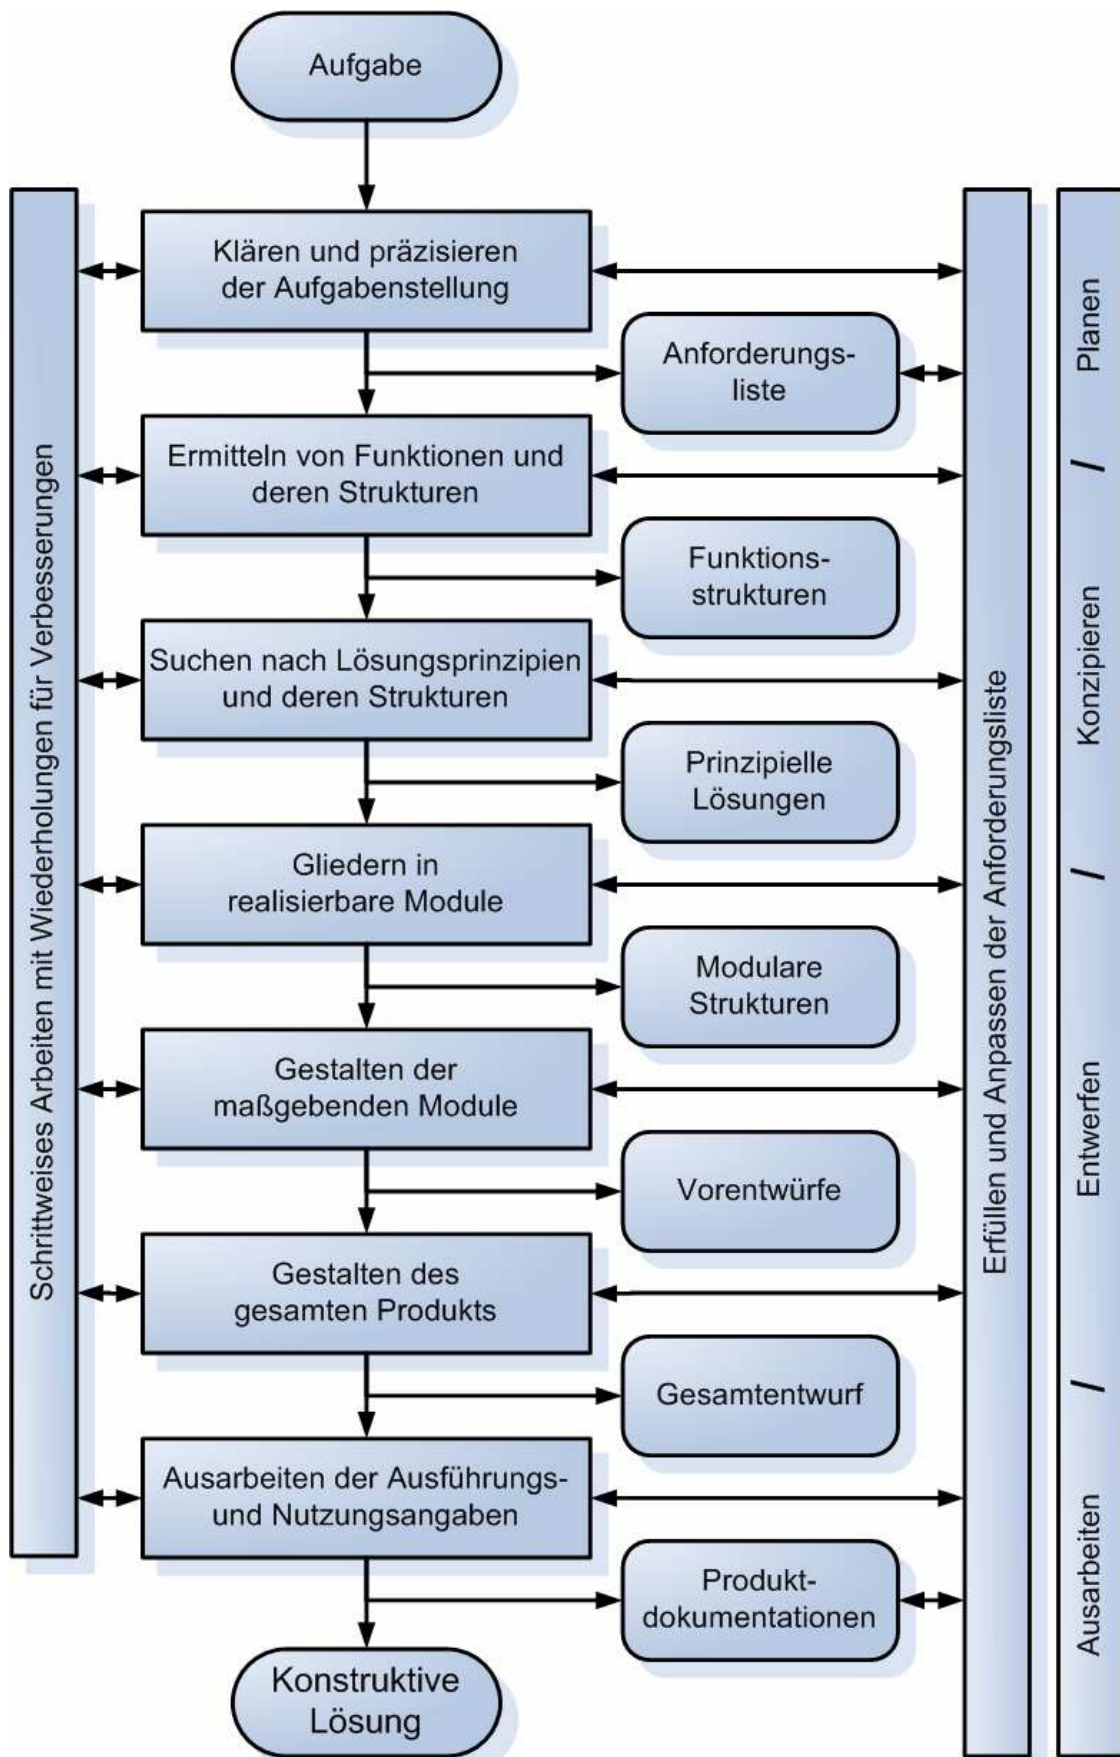 Aufgabe
Klären und präzisieren
der Aufgabenstellung
Anforderungs-
liste
Ermitteln von Funktionen und
deren Strukturen
Funktions-
strukturen
Suchen nach Lösungsprinzipien
und deren Strukturen
Prinzipielle
Lösungen
Gliedern in
realisierbare Module
Modulare
Strukturen
Gestalten der
maßgebenden Module
Vorentwürfe
Gestalten des
gesamten Produkts
Gesamtentwurf
Ausarbeiten der Ausführungs-
und Nutzungsangaben
Produkt-
dokumentationen
Konstruktive
Lösung
Schrittweises Arbeiten mit Wiederholungen für Verbesserungen
Erfüllen und Anpassen der Anforderungsliste
Planen / Konzipieren / Entwerfen / Ausarbeiten